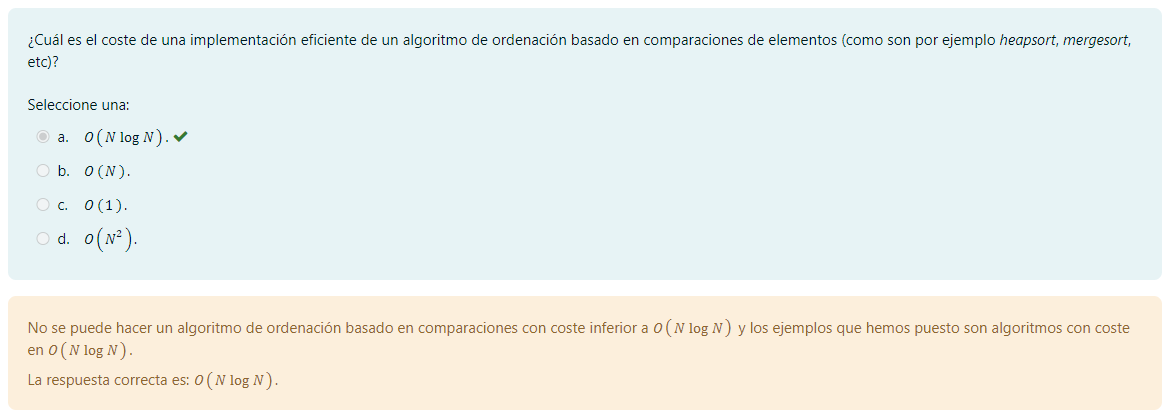 ¿Cuál es el coste de una implementación eficiente de un algoritmo de ordenación basado en comparaciones de elementos (como son por ejemplo heapsort, mergesort,
etc)?
Seleccione una:
a. O(N log N). ✔
b. O(N).
c. O(1).
d. O(N²).
No se puede hacer un algoritmo de ordenación basado en comparaciones con coste inferior a O(N log N) y los ejemplos que hemos puesto son algoritmos con coste
en O(N log N).
La respuesta correcta es: O(N log N).